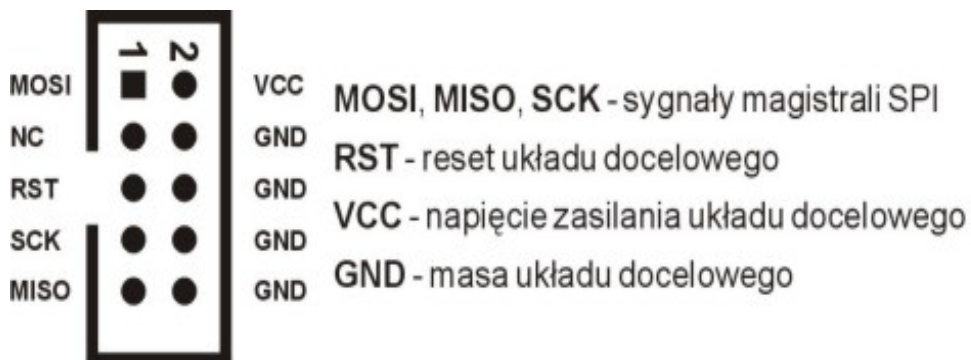 1 2
MOSI VCC
NC GND
RST GND
SCK GND
MISO GND
MOSI, MISO, SCK - sygnały magistrali SPI
RST - reset układu docelowego
VCC - napięcie zasilania układu docelowego
GND - masa układu docelowego